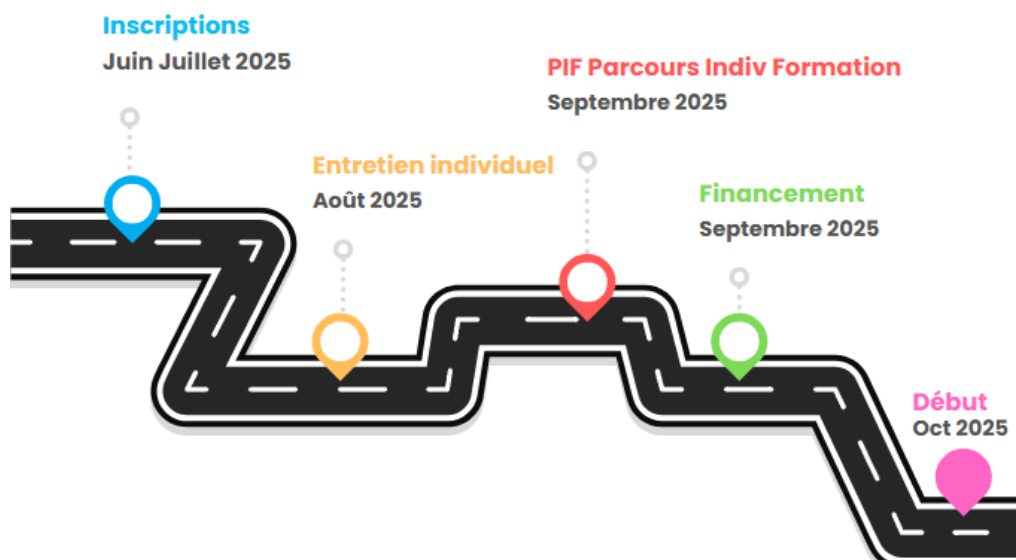 Inscriptions
Juin Juillet 2025
PIF Parcours Indiv Formation
Septembre 2025
Entretien individuel
Août 2025
Financement
Septembre 2025
Début
Oct 2025